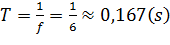 T = 1/f = 1/6 ≈ 0,167(s)